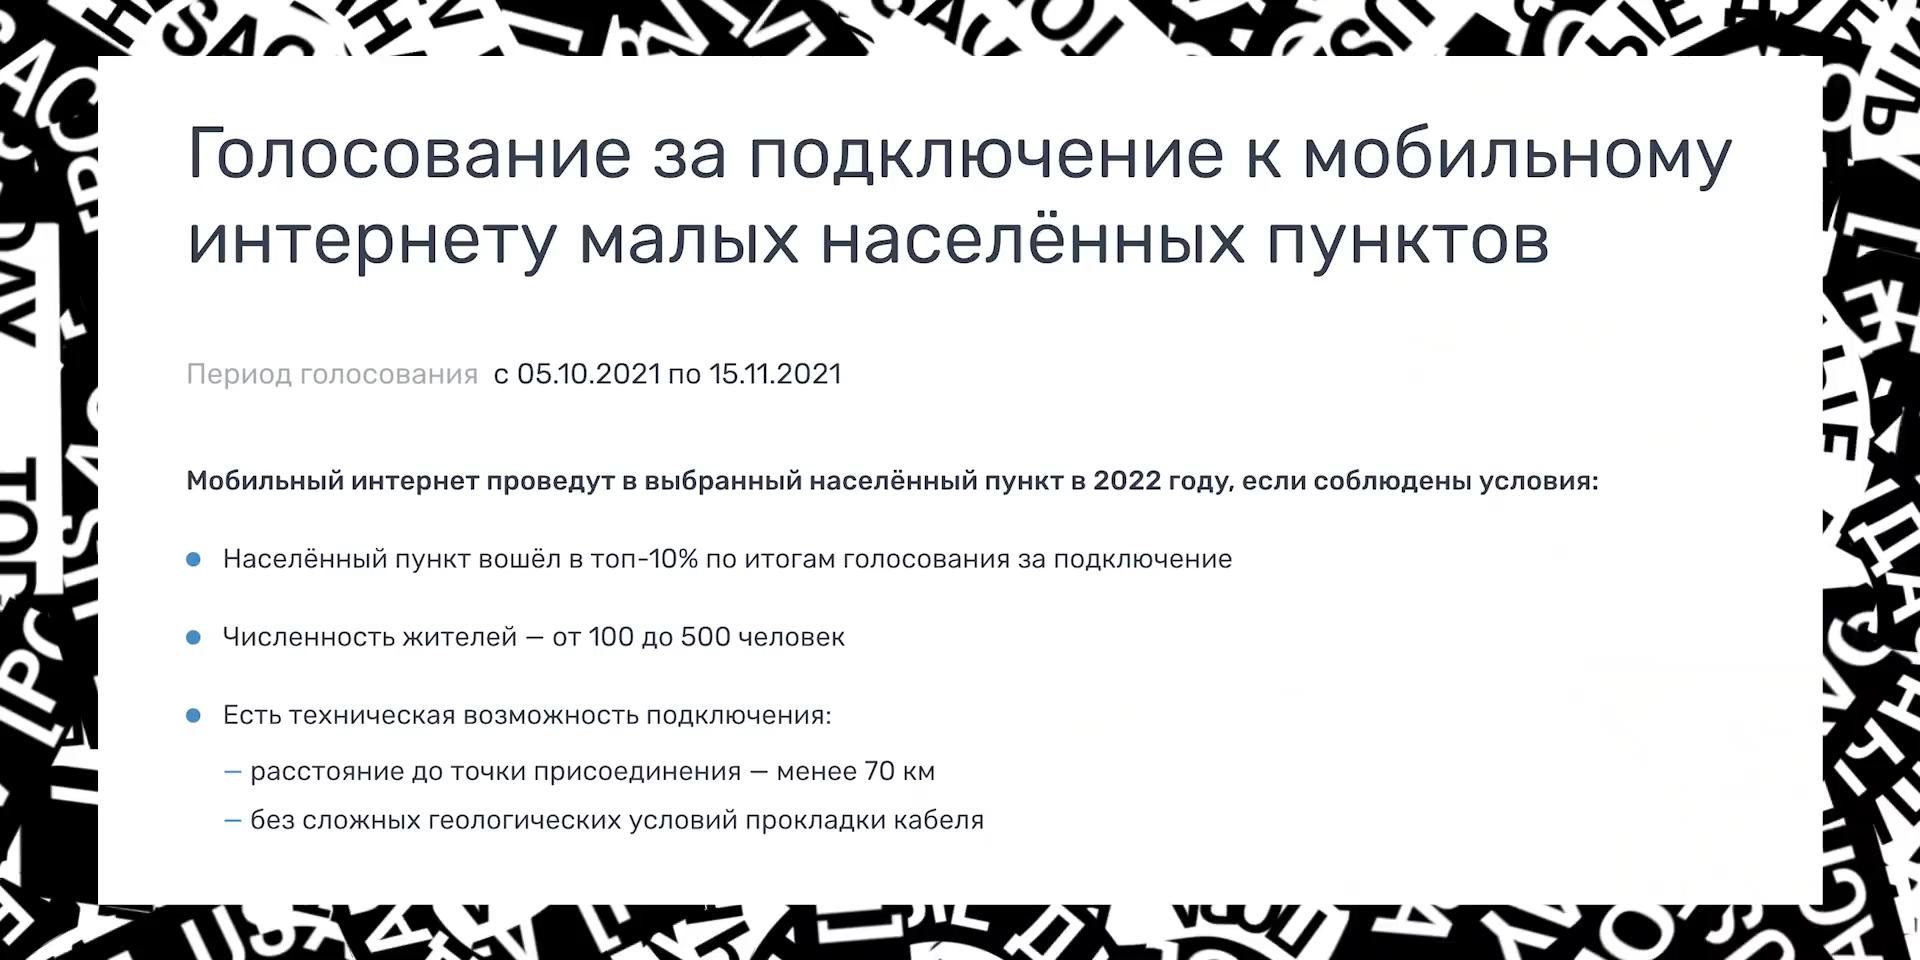 Голосование за подключение к мобильному
интернету малых населённых пунктов
Период голосования с 05.10.2021 по 15.11.2021
Мобильный интернет проведут в выбранный населённый пункт в 2022 году, если соблюдены условия:
Населённый пункт вошёл в топ-10% по итогам голосования за подключение
Численность жителей — от 100 до 500 человек
Есть техническая возможность подключения:
— расстояние до точки присоединения — менее 70 км
— без сложных геологических условий прокладки кабеля